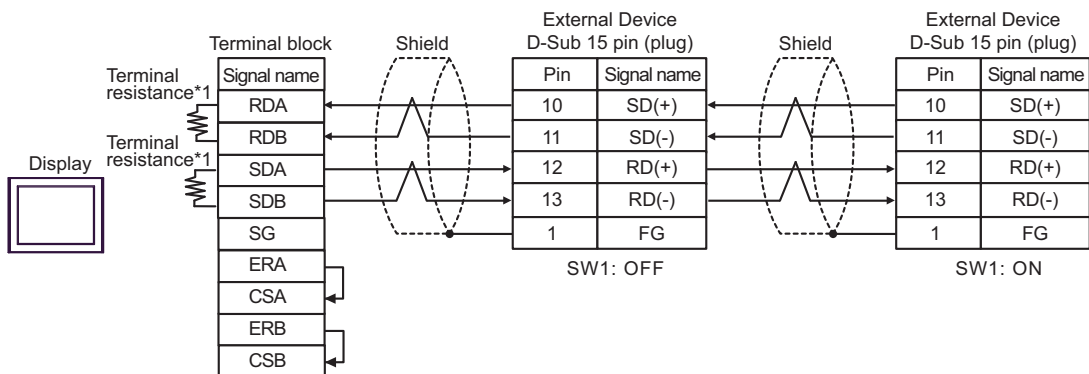 External Device
D-Sub 15 pin (plug)
External Device
D-Sub 15 pin (plug)
Terminal block
Shield
Shield
Terminal
resistance*1
Terminal
resistance*1
Display
Signal name
RDA
RDB
SDA
SDB
SG
ERA
CSA
ERB
CSB
Pin Signal name
10 SD(+)
11 SD(-)
12 RD(+)
13 RD(-)
1 FG
SW1: OFF
Pin Signal name
10 SD(+)
11 SD(-)
12 RD(+)
13 RD(-)
1 FG
SW1: ON